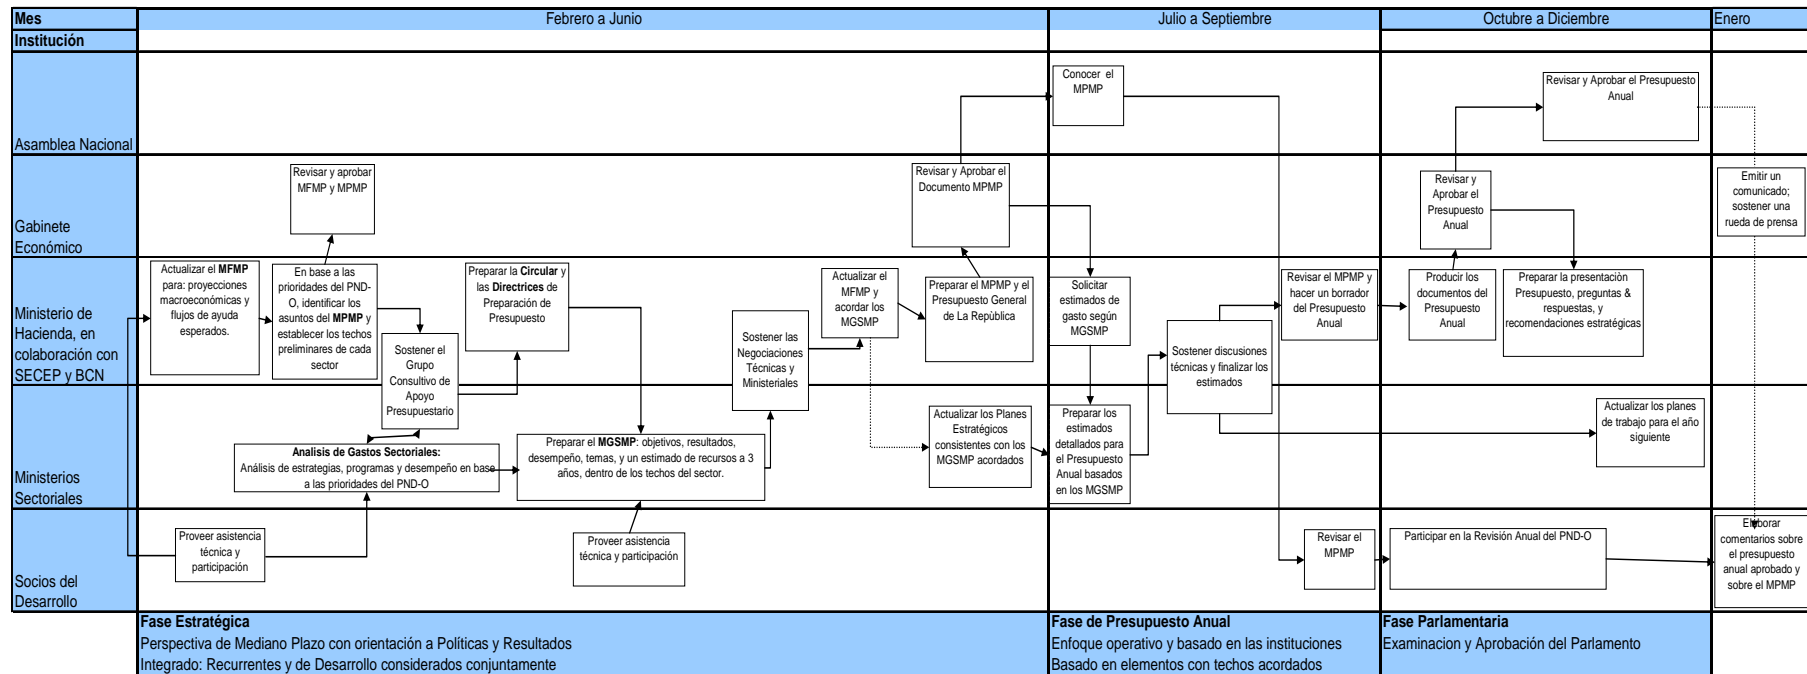 Mes
Febrero a Junio
Julio a Septiembre
Octubre a Diciembre
Enero
Institución
Asamblea Nacional
Conocer el
MPMP
Revisar y Aprobar el Presupuesto
Anual
Gabinete
Económico
Revisar y aprobar
MFMP y MPMP
Revisar y Aprobar el
Documento MPMP
Revisar y
Aprobar el
Presupuesto
Anual
Emitir un
comunicado;
sostener una
rueda de prensa
Ministerio de
Hacienda, en
colaboración con
SECEP y BCN
Actualizar el MFMP
para: proyecciones
macroeconómicas y
flujos de ayuda
esperados.
En base a las
prioridades del PND-
O, identificar los
asuntos del MPMP y
establecer los techos
preliminares de cada
sector
Sostener el
Grupo
Consultivo de
Apoyo
Presupuestario
Preparar la Circular y
las Directrices de
Preparación de
Presupuesto
Sostener las
Negociaciones
Técnicas y
Ministeriales
Actualizar el
MFMP y
acordar los
MGSMP
Preparar el MPMP y el
Presupuesto General
de La Repùblica
Solicitar
estimados de
gasto según
MGSMP
Sostener discusiones
técnicas y finalizar los
estimados
Revisar el MPMP y
hacer un borrador
del Presupuesto
Anual
Producir los
documentos del
Presupuesto
Anual
Preparar la presentaciòn
Presupuesto, preguntas &
respuestas, y
recomendaciones estratégicas
Ministerios
Sectoriales
Analisis de Gastos Sectoriales:
Análisis de estrategias, programas y desempeño en base
a las prioridades del PND-O
Preparar el MGSMP: objetivos, resultados,
desempeño, temas, y un estimado de recursos a 3
años, dentro de los techos del sector.
Actualizar los Planes
Estratégicos
consistentes con los
MGSMP acordados
Preparar los
estimados
detallados para
el Presupuesto
Anual basados
en los MGSMP
Actualizar los planes
de trabajo para el año
siguiente
Socios del
Desarrollo
Proveer asistencia
técnica y
participación
Proveer asistencia
técnica y participación
Revisar el
MPMP
Participar en la Revisión Anual del PND-O
Elaborar
comentarios sobre
el presupuesto
anual aprobado y
sobre el MPMP
Fase Estratégica
Perspectiva de Mediano Plazo con orientación a Políticas y Resultados
Integrado: Recurrentes y de Desarrollo considerados conjuntamente
Fase de Presupuesto Anual
Enfoque operativo y basado en las instituciones
Basado en elementos con techos acordados
Fase Parlamentaria
Examinacion y Aprobación del Parlamento